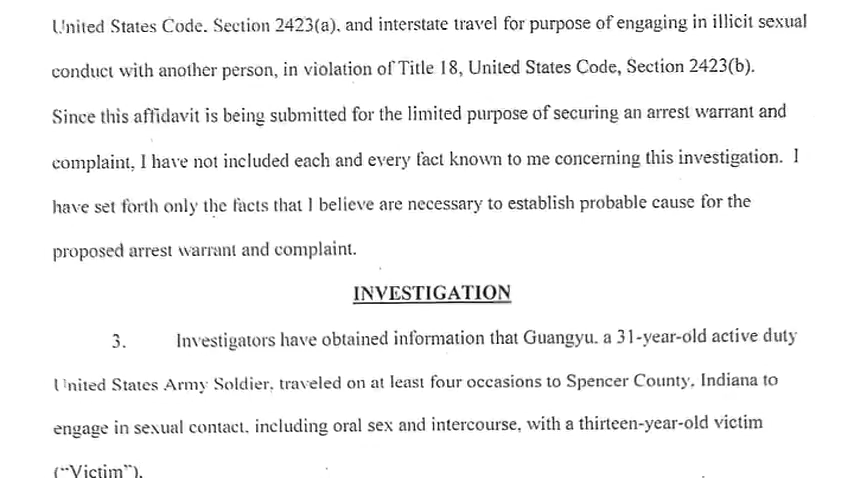 United States Code. Section 2423(a), and interstate travel for purpose of engaging in illicit sexual
conduct with another person, in violation of Title 18, United States Code, Section 2423(b).
Since this affidavit is being submitted for the limited purpose of securing an arrest warrant and
complaint, I have not included each and every fact known to me concerning this investigation. I
have set forth only the facts that I believe are necessary to establish probable cause for the
proposed arrest warrant and complaint.
INVESTIGATION
3. Investigators have obtained information that Guangyu. a 31-year-old active duty
United States Army Soldier, traveled on at least four occasions to Spencer County, Indiana to
engage in sexual contact, including oral sex and intercourse, with a thirteen-year-old victim
("Victim").